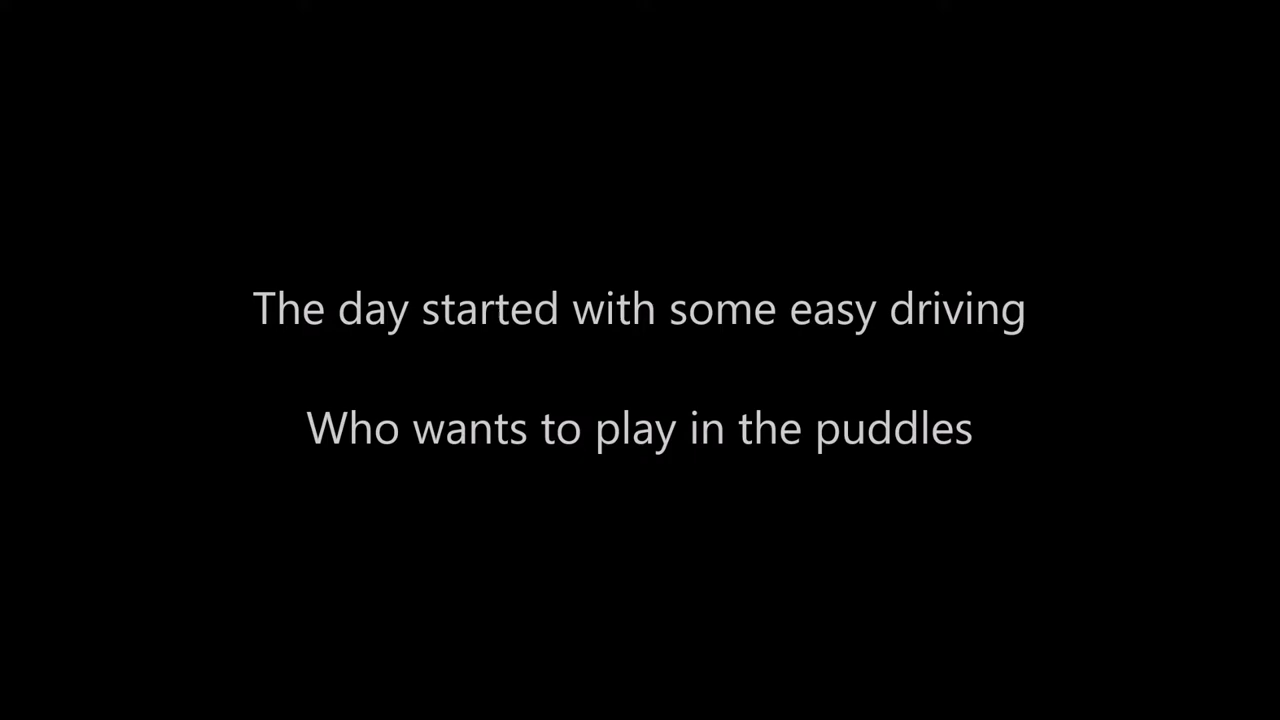 The day started with some easy driving
Who wants to play in the puddles